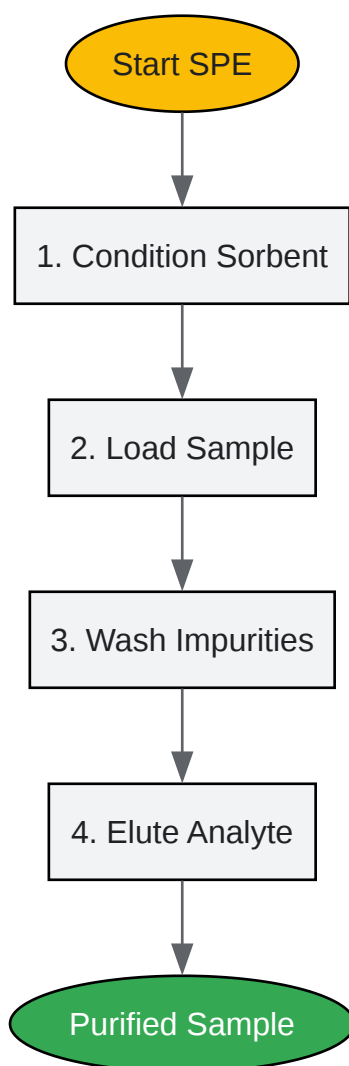 Start SPE
1. Condition Sorbent
2. Load Sample
3. Wash Impurities
4. Elute Analyte
Purified Sample